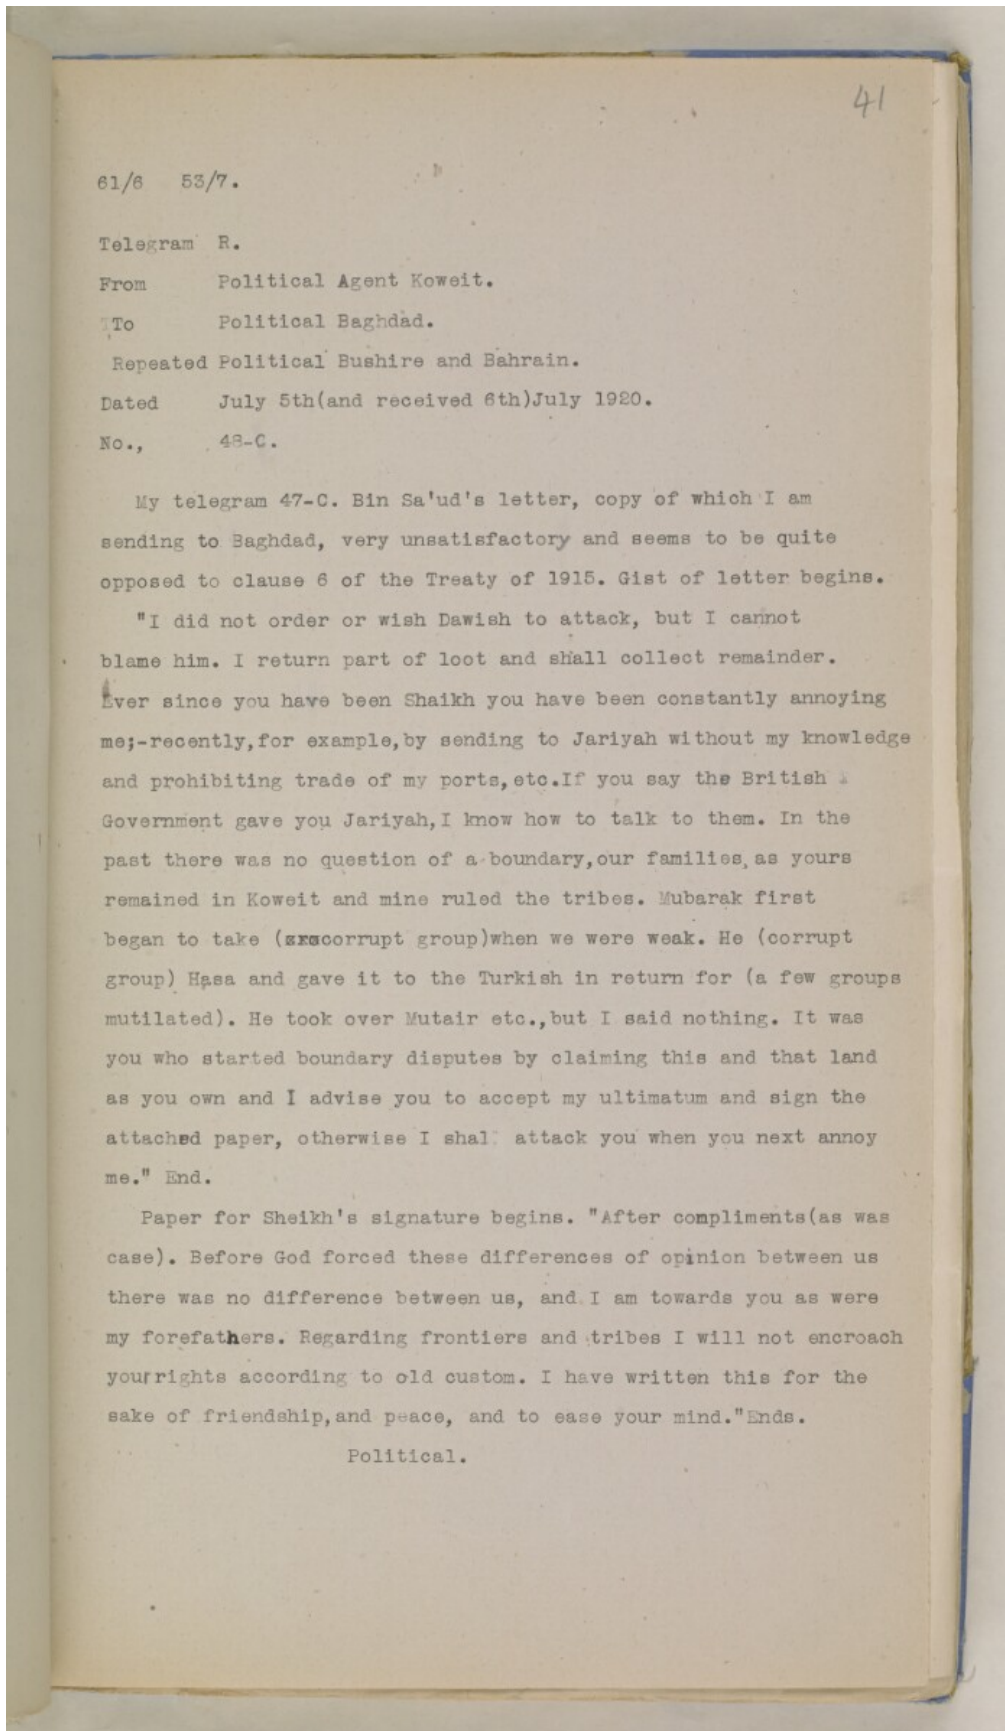 41
61/6 53/7.
Telegram R.
From Political Agent Koweit.
To Political Baghdad.
Repeated Political Bushire and Bahrain.
Dated July 5th(and received 6th)July 1920.
No., 48-C.
My telegram 47-C. Bin Sa'ud's letter, copy of which I am
sending to Baghdad, very unsatisfactory and seems to be quite
opposed to clause 6 of the Treaty of 1915. Gist of letter begins.
"I did not order or wish Dawish to attack, but I cannot
blame him. I return part of loot and shall collect remainder.
Ever since you have been Shaikh you have been constantly annoying
me;-recently,for example,by sending to Jariyah without my knowledge
and prohibiting trade of my ports,etc.If you say the British
Government gave you Jariyah,I know how to talk to them. In the
past there was no question of a boundary,our families,as yours
remained in Koweit and mine ruled the tribes. Mubarak first
began to take (corrupt group)when we were weak. He (corrupt
group) Hasa and gave it to the Turkish in return for (a few groups
mutilated). He took over Mutair etc.,but I said nothing. It was
you who started boundary disputes by claiming this and that land
as you own and I advise you to accept my ultimatum and sign the
attached paper, otherwise I shal attack you when you next annoy
me." End.
Paper for Sheikh's signature begins. "After compliments(as was
case). Before God forced these differences of opinion between us
there was no difference between us, and I am towards you as were
my forefathers. Regarding frontiers and tribes I will not encroach
your rights according to old custom. I have written this for the
sake of friendship,and peace, and to ease your mind."Ends.
Political.